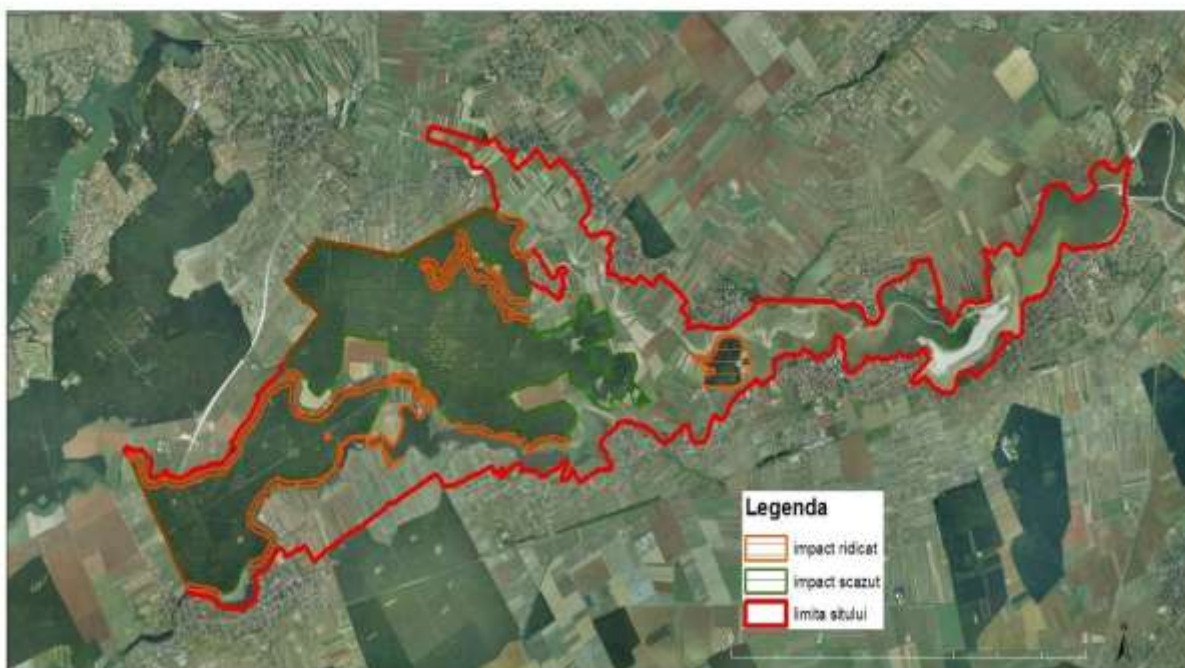 Legenda
impact ridicat
impact scazut
limita sitului